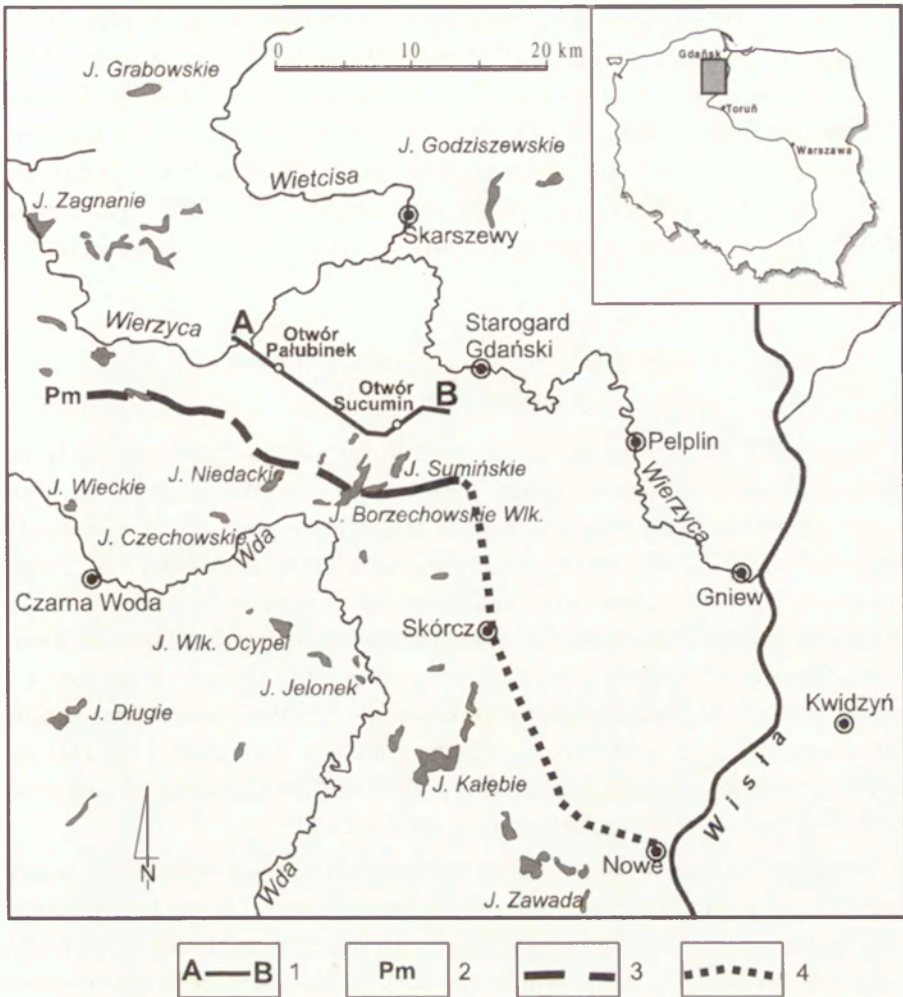 0 10 20 km
J. Grabowskie
Gdańsk
Toruń
Warszawa
J. Godziszewskie
Wietcisa
J. Zagnanie
Skarszewy
Wierzyca
A
Otwór
Pałubinek
Starogard
Gdański
Otwór
Sucumin
B
Pm
Pelplin
J. Niedackie
J. Sumińskie
J. Wieckie
J. Borzechowskie Wlk.
Wierzyca
J. Czechowskie
Wda
Czarna Woda
Gniew
Skórcz
J. Wlk. Ocypel
J. Jelonek
J. Długie
Kwidzyń
Wisła
J. Kałębie
N
Wda
Nowe
J. Zawada
A B 1 Pm 2 3 4